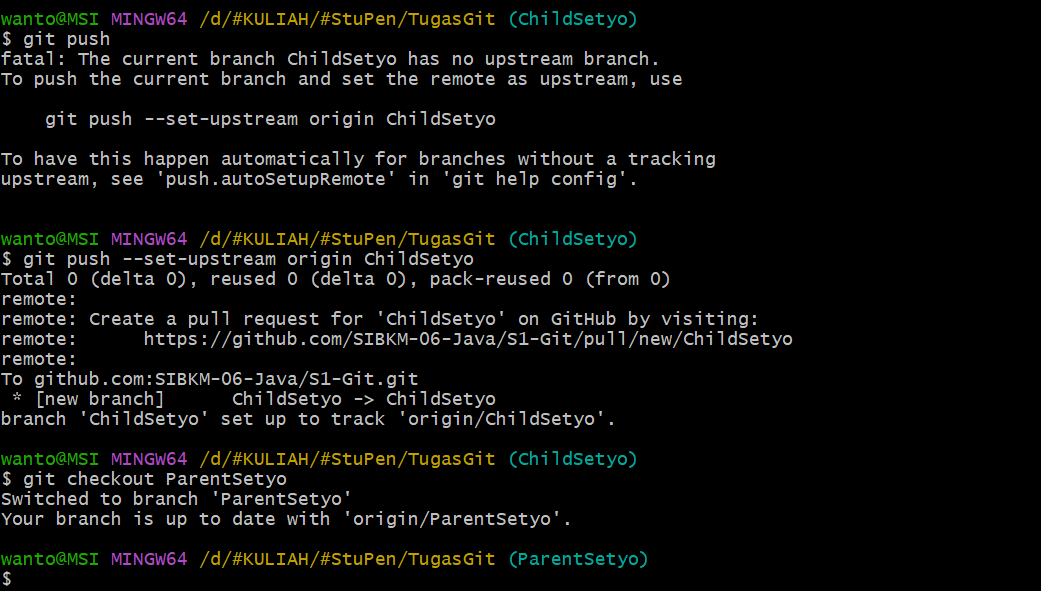 wanto@MSI MINGW64 /d/#KULIAH/#StuPen/TugasGit (ChildSetyo)
$ git push
fatal: The current branch ChildSetyo has no upstream branch.
To push the current branch and set the remote as upstream, use
    git push --set-upstream origin ChildSetyo
To have this happen automatically for branches without a tracking
upstream, see 'push.autoSetupRemote' in 'git help config'.
wanto@MSI MINGW64 /d/#KULIAH/#StuPen/TugasGit (ChildSetyo)
$ git push --set-upstream origin ChildSetyo
Total 0 (delta 0), reused 0 (delta 0), pack-reused 0 (from 0)
remote:
remote: Create a pull request for 'ChildSetyo' on GitHub by visiting:
remote:      https://github.com/SIBKM-06-Java/S1-Git/pull/new/ChildSetyo
remote:
To github.com:SIBKM-06-Java/S1-Git.git
 * [new branch]      ChildSetyo -> ChildSetyo
branch 'ChildSetyo' set up to track 'origin/ChildSetyo'.
wanto@MSI MINGW64 /d/#KULIAH/#StuPen/TugasGit (ChildSetyo)
$ git checkout ParentSetyo
Switched to branch 'ParentSetyo'
Your branch is up to date with 'origin/ParentSetyo'.
wanto@MSI MINGW64 /d/#KULIAH/#StuPen/TugasGit (ParentSetyo)
$